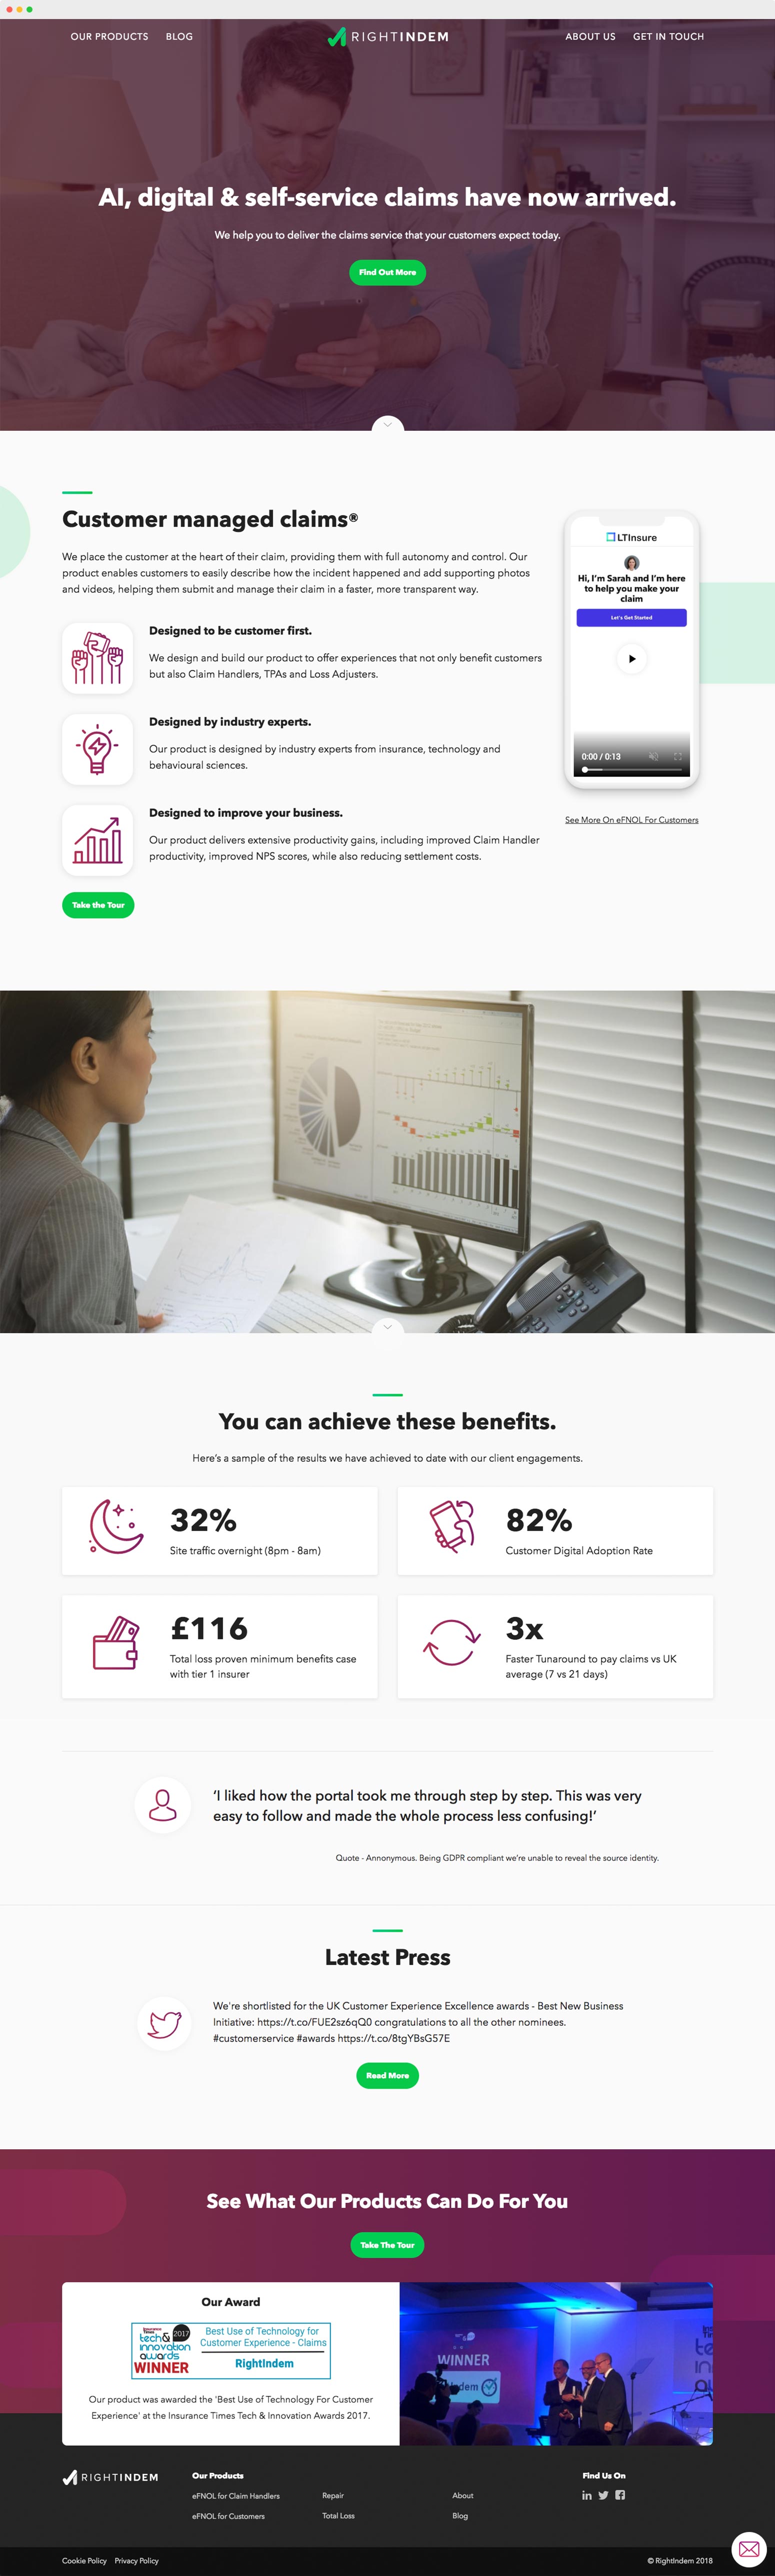 OUR PRODUCTS BLOG RIGHTINDEM ABOUT US GET IN TOUCH
AI, digital & self-service claims have now arrived.
We help you to deliver the claims service that your customers expect today.
Find Out More
Customer managed claims®
We place the customer at the heart of their claim, providing them with full autonomy and control. Our
product enables customers to easily describe how the incident happened and add supporting photos
and videos, helping them submit and manage their claim in a faster, more transparent way.
Designed to be customer first.
We design and build our product to offer experiences that not only benefit customers
but also Claim Handlers, TPAs and Loss Adjusters.
Designed by industry experts.
Our product is designed by industry experts from insurance, technology and
behavioural sciences.
Designed to improve your business.
Our product delivers extensive productivity gains, including improved Claim Handler
productivity, improved NPS scores, while also reducing settlement costs.
Take the Tour
LTInsure
Hi, I'm Sarah and I'm here
to help you make your
claim
Let's Get Started
0:00 / 0:13
See More On eFNOL For Customers
You can achieve these benefits.
Here's a sample of the results we have achieved to date with our client engagements.
32%
Site traffic overnight (8pm - 8am)
82%
Customer Digital Adoption Rate
£116
Total loss proven minimum benefits case
with tier 1 insurer
3x
Faster Tunaround to pay claims vs UK
average (7 vs 21 days)
'I liked how the portal took me through step by step. This was very
easy to follow and made the whole process less confusing!'
Quote - Annonymous. Being GDPR compliant we're unable to reveal the source identity.
Latest Press
We're shortlisted for the UK Customer Experience Excellence awards - Best New Business
Initiative: https://t.co/FUE2sz6qQ0 congratulations to all the other nominees.
#customerservice #awards https://t.co/8tgYBsG57E
Read More
See What Our Products Can Do For You
Take The Tour
Our Award
Insurance Times
tech &
innovation
awards
2017
WINNER
Best Use of Technology for
Customer Experience - Claims
RightIndem
Our product was awarded the 'Best Use of Technology For Customer
Experience' at the Insurance Times Tech & Innovation Awards 2017.
WINNER
RIGHTINDEM
Our Products
eFNOL for Claim Handlers
eFNOL for Customers
Repair
Total Loss
About
Blog
Find Us On
Cookie Policy Privacy Policy
© RightIndem 2018